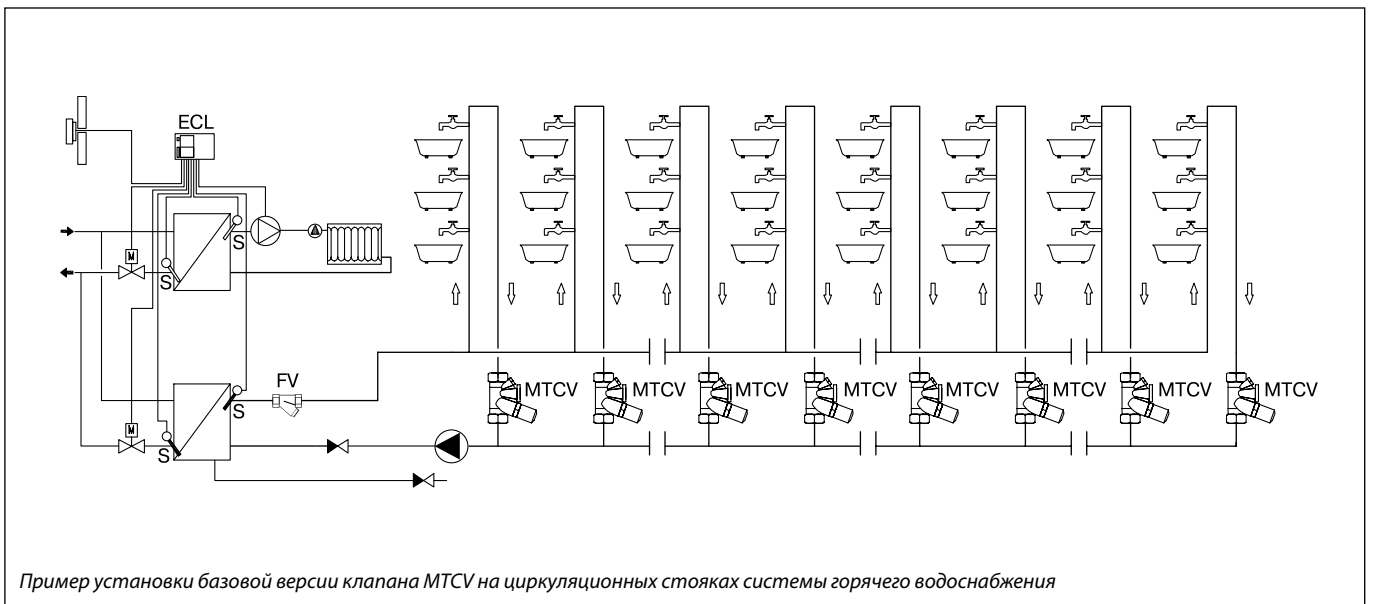 ECL
M
S
S
M
S
S
FV
MTCV MTCV MTCV MTCV MTCV MTCV MTCV MTCV
Пример установки базовой версии клапана MTCV на циркуляционных стояках системы горячего водоснабжения